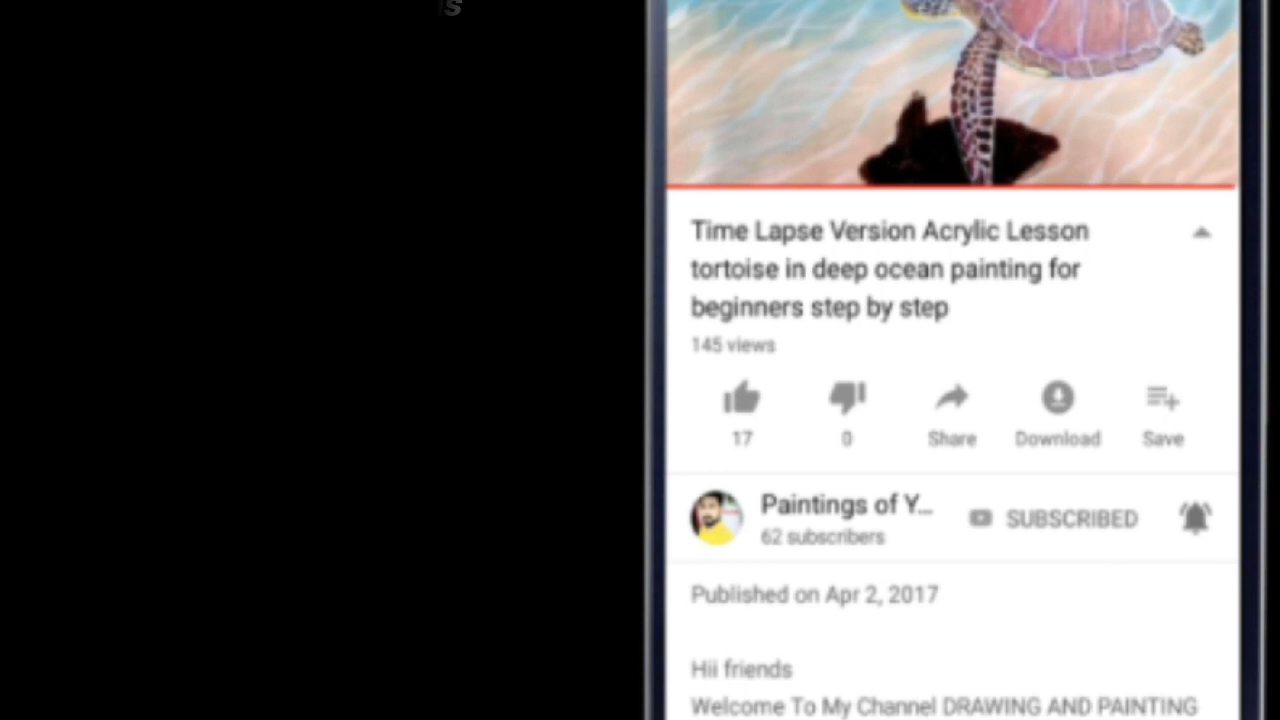 Time Lapse Version Acrylic Lesson
tortoise in deep ocean painting for
beginners step by step
145 views
17
0
Share
Download
Save
Paintings of Y...
SUBSCRIBED
62 subscribers
Published on Apr 2, 2017
Hii friends
Welcome To My Channel DRAWING AND PAINTING